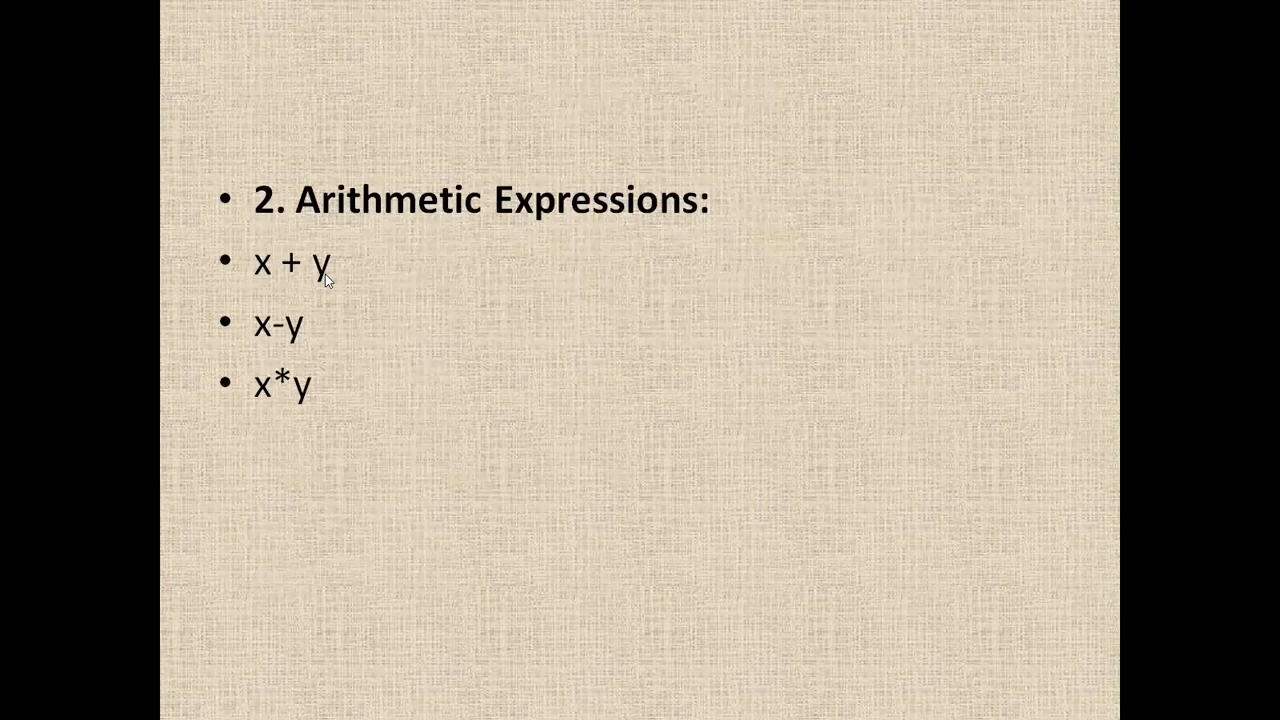 • 2. Arithmetic Expressions:
• x + y
• x-y
• x*y